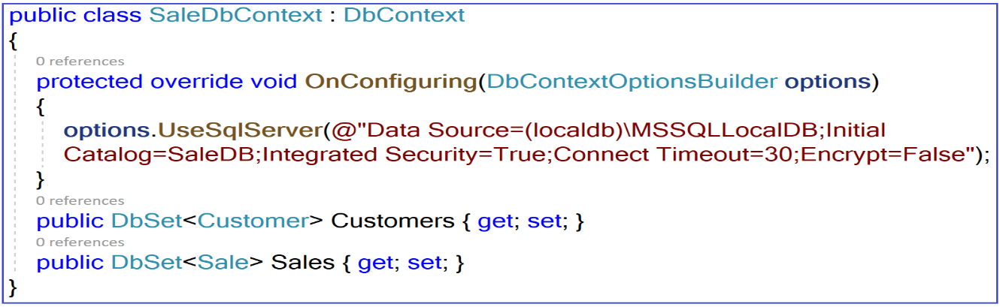 public class SaleDbContext : DbContext
{
0 references
protected override void OnConfiguring(DbContextOptionsBuilder options)
{
options.UseSqlServer(@"Data Source=(localdb)\MSSQLLocalDB;Initial
Catalog=SaleDB;Integrated Security=True;Connect Timeout=30;Encrypt=False");
}
0 references
public DbSet<Customer> Customers { get; set; }
0 references
public DbSet<Sale> Sales { get; set; }
}